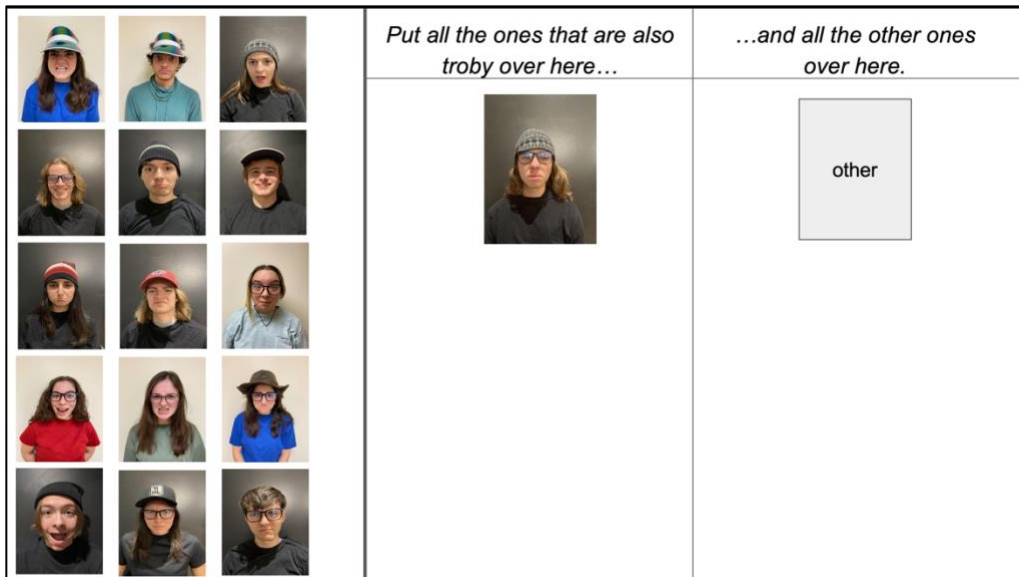 Put all the ones that are also
troby over here…
…and all the other ones
over here.
other